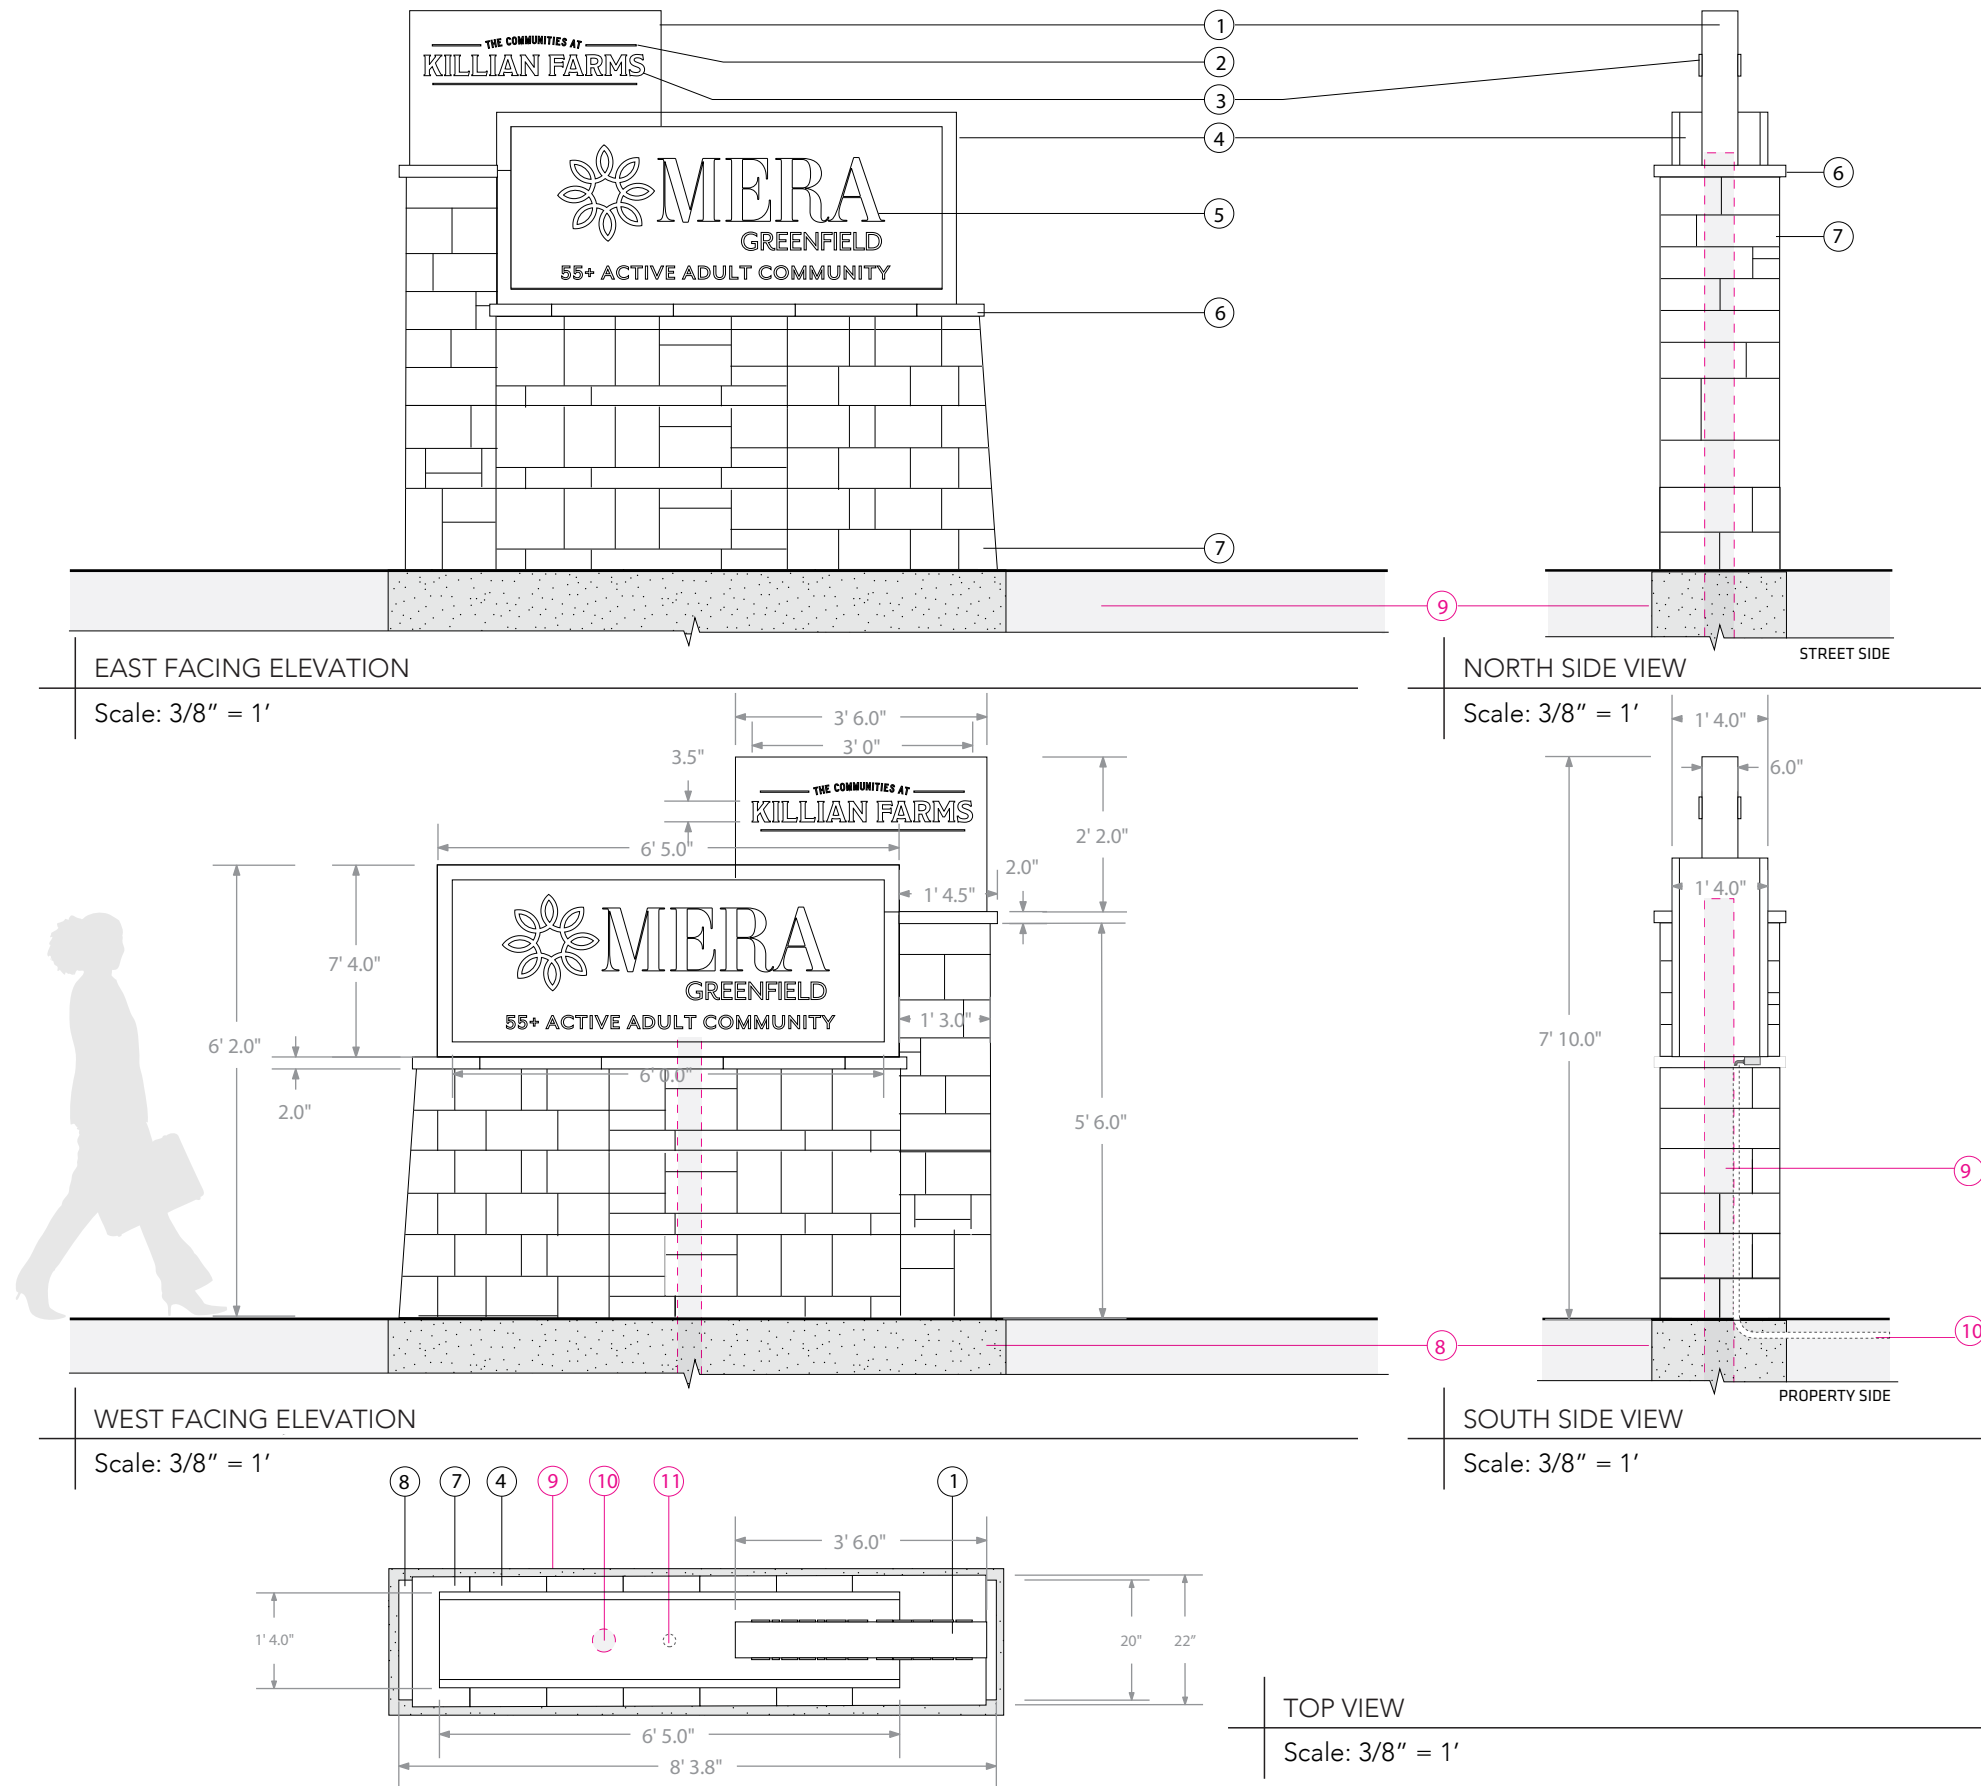 THE COMMUNITIES AT
KILLIAN FARMS
MERA
GREENFIELD
55+ ACTIVE ADULT COMMUNITY
1
2
3
4
5
6
7
6
7
9
EAST FACING ELEVATION
Scale: 3/8" = 1'
STREET SIDE
NORTH SIDE VIEW
Scale: 3/8" = 1'
3' 6.0"
3' 0"
3.5"
THE COMMUNITIES AT
KILLIAN FARMS
6' 5.0"
2' 2.0"
2.0"
1' 4.5"
MERA
GREENFIELD
55+ ACTIVE ADULT COMMUNITY
7' 4.0"
6' 2.0"
1' 3.0"
2.0"
6' 0.0"
5' 6.0"
1' 4.0"
6.0"
1' 4.0"
7' 10.0"
9
10
8
PROPERTY SIDE
WEST FACING ELEVATION
Scale: 3/8" = 1'
SOUTH SIDE VIEW
Scale: 3/8" = 1'
8
7
4
9
10
11
1
3' 6.0"
1' 4.0"
20"
22"
6' 5.0"
8' 3.8"
TOP VIEW
Scale: 3/8" = 1'